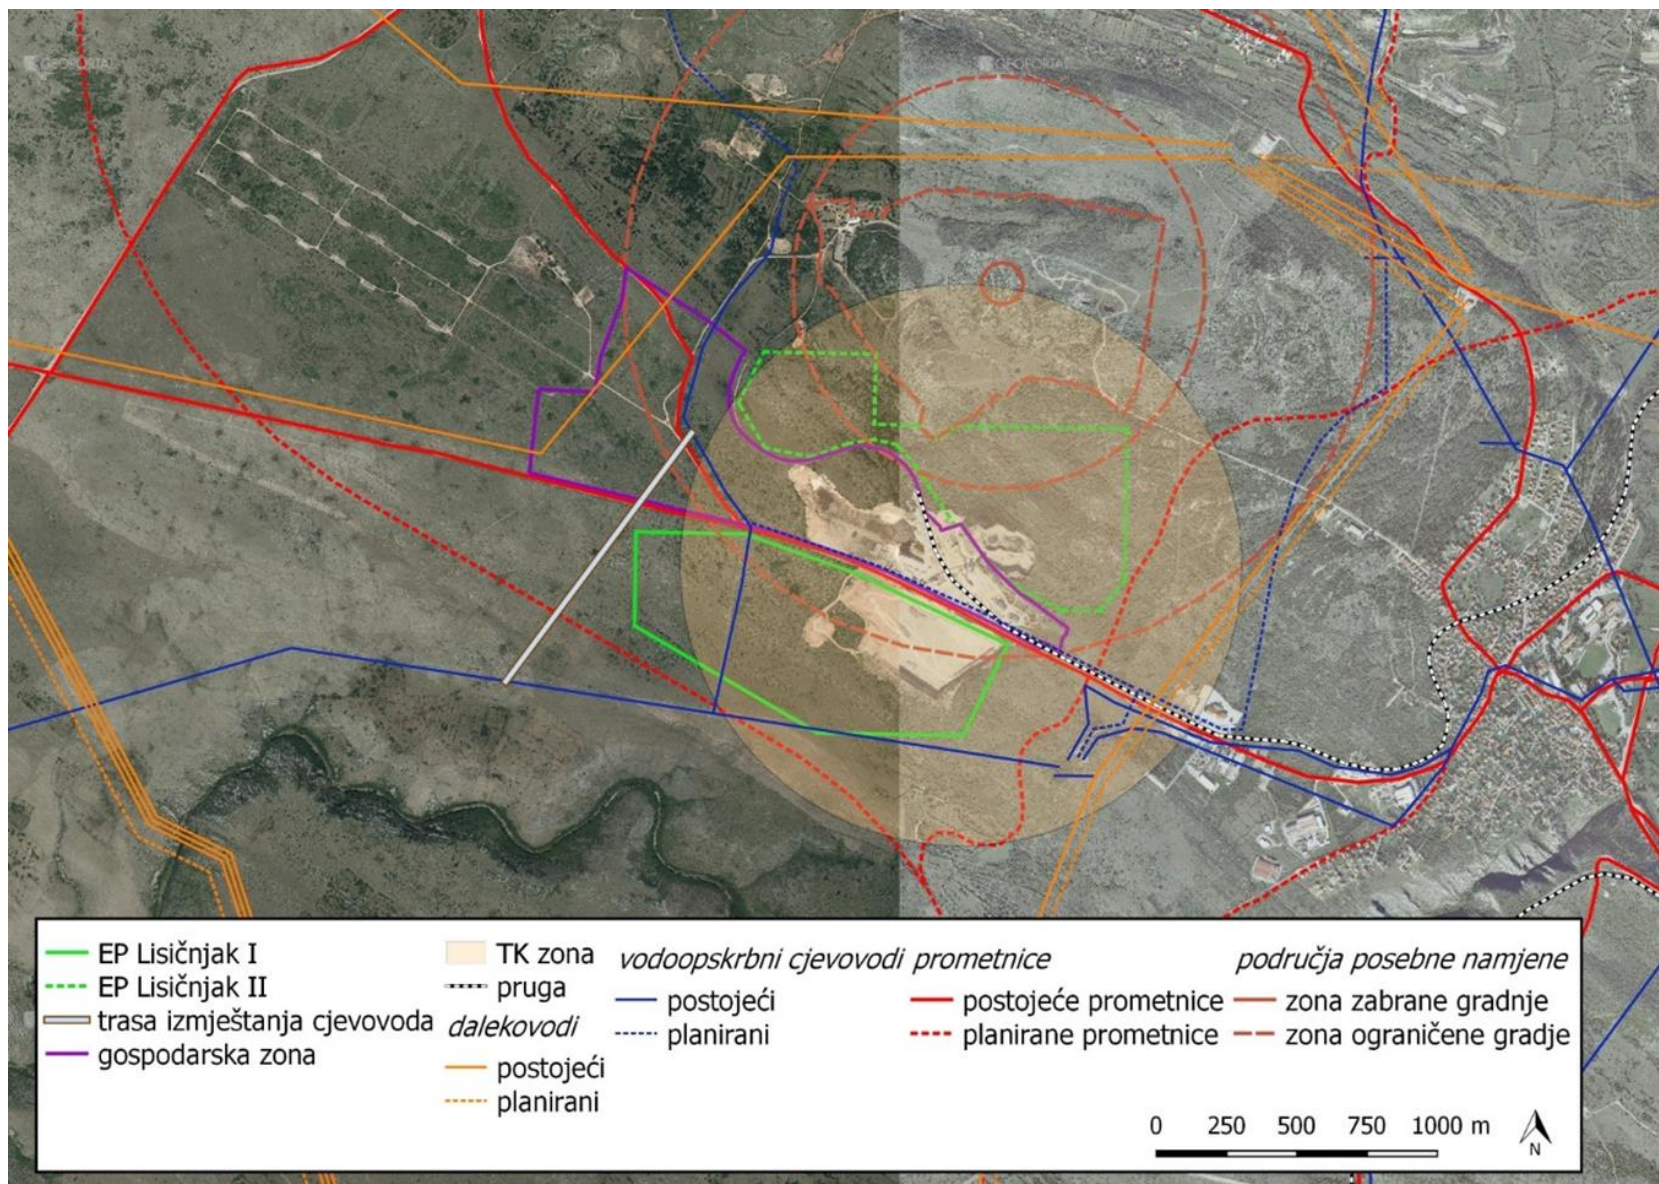 GEOPORTAL
GEOPORTAL
EP Lisičnjak I
EP Lisičnjak II
trasa izmještanja cjevovoda
gospodarska zona
TK zona
pruga
dalekovodi
postojeći
planirani
vodoopskrbni cjevovodi
postojeći
planirani
prometnice
postojeće prometnice
planirane prometnice
područja posebne namjene
zona zabrane gradnje
zona ograničene gradje
0 250 500 750 1000 m
N